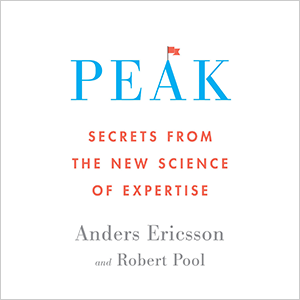 PEAK
SECRETS FROM
THE NEW SCIENCE
OF EXPERTISE
Anders Ericsson
and Robert Pool